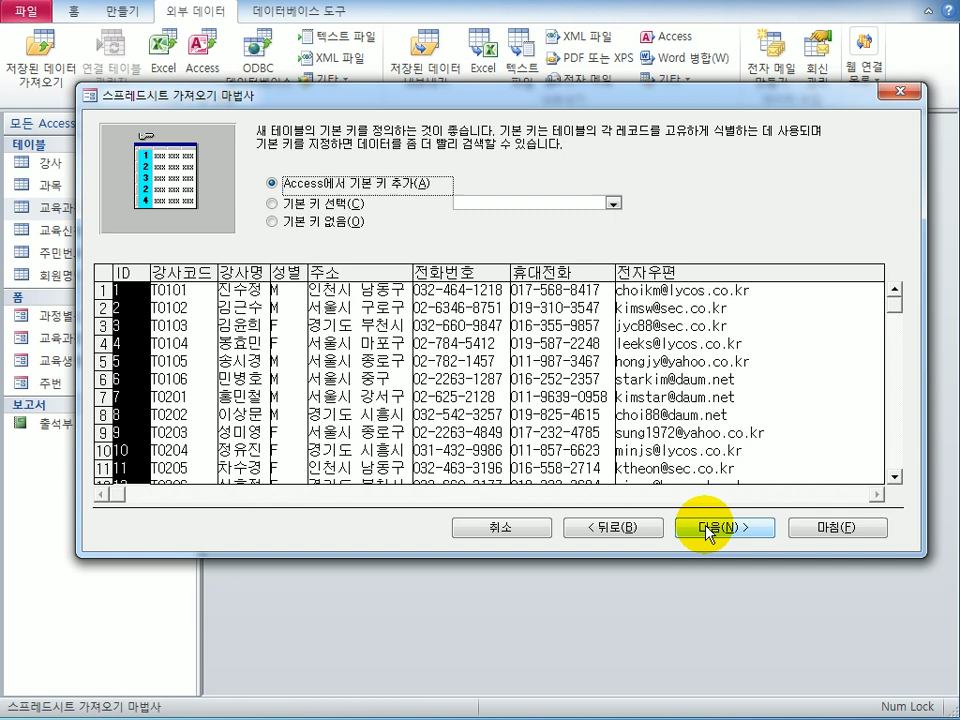 파일 홈 만들기 외부 데이터 데이터베이스 도구
텍스트 파일 XML 파일 Access
XML 파일 PDF 또는 XPS Word 병합(W)
저장된 데이터 가져오기 연결 테이블 Excel Access ODBC 저장된 데이터 Excel 텍스트 전자 메일 회신 관리 웹 연결
모든 Access
스프레드시트 가져오기 마법사
테이블
강사
과목
교육과
교육신
주민번
회원명
폼
과정별
교육과
교육생
주번
보고서
출석부
새 테이블의 기본 키를 정의하는 것이 좋습니다. 기본 키는 테이블의 각 레코드를 고유하게 식별하는 데 사용되며
기본 키를 지정하면 데이터를 좀 더 빨리 검색할 수 있습니다.
Access에서 기본 키 추가(A)
기본 키 선택(C)
기본 키 없음(O)
ID 강사코드 강사명 성별 주소 전화번호 휴대전화 전자우편
1 1 T0101 진수정 M 인천시 남동구 032-464-1218 017-568-8417 choikm@lycos.co.kr
2 2 T0102 김근수 M 서울시 구로구 02-6346-8751 019-310-3547 kimsw@sec.co.kr
3 3 T0103 김윤희 F 경기도 부천시 032-660-9847 016-355-9857 jyc88@sec.co.kr
4 4 T0104 봉효민 F 서울시 마포구 02-784-5412 019-587-2248 leeks@lycos.co.kr
5 5 T0105 송시경 M 서울시 종로구 02-782-1457 011-987-3467 hongjy@yahoo.co.kr
6 6 T0106 민병호 M 서울시 중구 02-2263-1287 016-252-2357 starkim@daum.net
7 7 T0201 홍민철 M 서울시 강서구 02-625-2128 011-9639-0958 kimstar@daum.net
8 8 T0202 이상문 M 경기도 시흥시 032-542-3257 019-825-4615 choi88@daum.net
9 9 T0203 성미영 F 서울시 종로구 02-2263-4849 017-232-4785 sung1972@yahoo.co.kr
10 10 T0204 정유진 F 경기도 시흥시 031-432-9986 011-857-6623 minjs@lycos.co.kr
11 11 T0205 차수경 F 인천시 남동구 032-463-3196 016-558-2714 ktheon@sec.co.kr
취소 < 뒤로(B) 다음(N) > 마침(F)
스프레드시트 가져오기 마법사 Num Lock